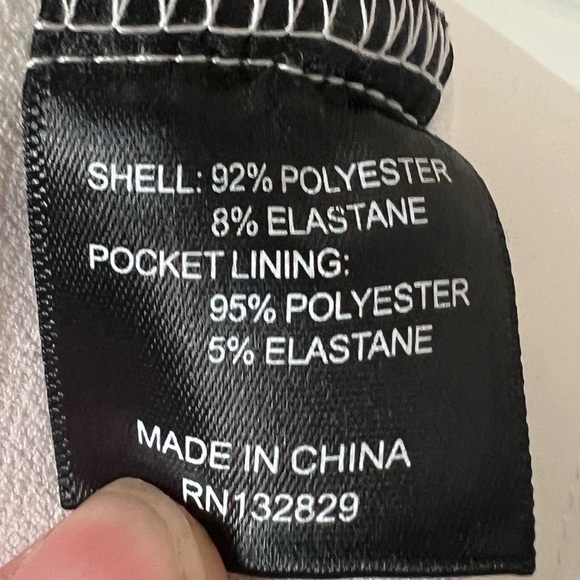 SHELL: 92% POLYESTER
8% ELASTANE
POCKET LINING:
95% POLYESTER
5% ELASTANE
MADE IN CHINA
RN132829